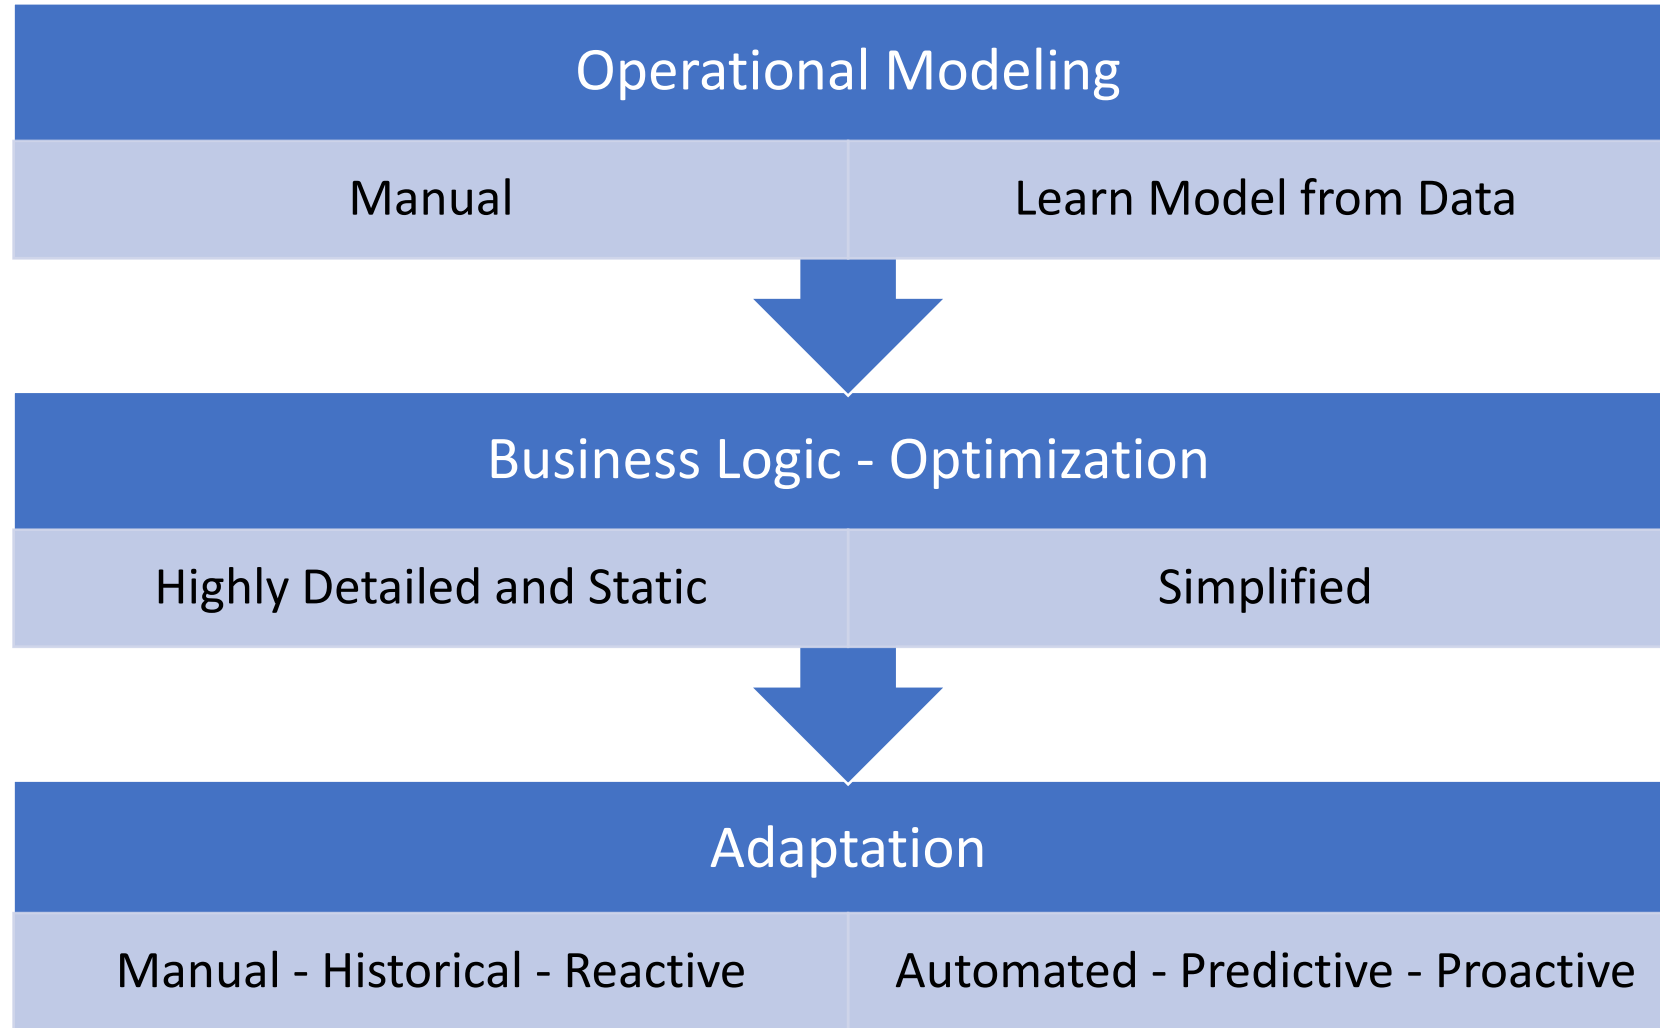 Operational Modeling
Manual
Learn Model from Data
Business Logic - Optimization
Highly Detailed and Static
Simplified
Adaptation
Manual - Historical - Reactive
Automated - Predictive - Proactive